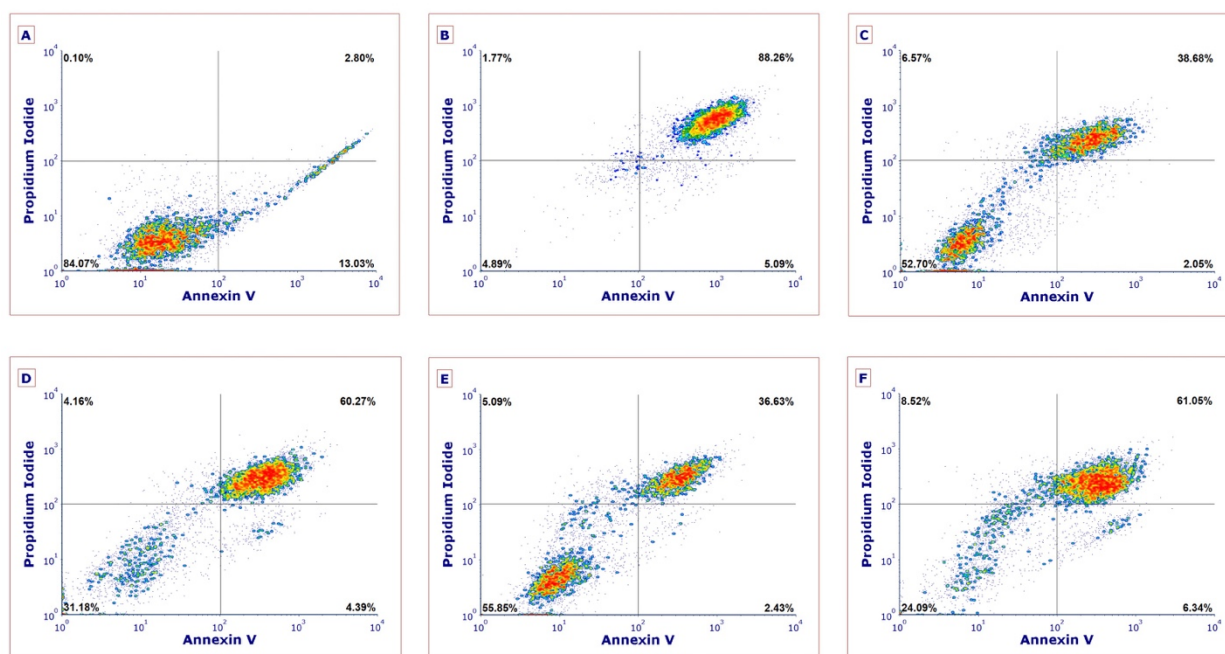 A
0.10% 2.80%
84.07% 13.03%
Propidium Iodide
10^4
10^3
10^2
10^1
10^0
10^0 10^1 10^2 10^3 10^4
Annexin V
B
1.77% 88.26%
4.89% 5.09%
Propidium Iodide
10^4
10^3
10^2
10^1
10^0
10^0 10^1 10^2 10^3 10^4
Annexin V
C
6.57% 38.68%
52.70% 2.05%
Propidium Iodide
10^4
10^3
10^2
10^1
10^0
10^0 10^1 10^2 10^3 10^4
Annexin V
D
4.16% 60.27%
31.18% 4.39%
Propidium Iodide
10^4
10^3
10^2
10^1
10^0
10^0 10^1 10^2 10^3 10^4
Annexin V
E
5.09% 36.63%
55.85% 2.43%
Propidium Iodide
10^4
10^3
10^2
10^1
10^0
10^0 10^1 10^2 10^3 10^4
Annexin V
F
8.52% 61.05%
24.09% 6.34%
Propidium Iodide
10^4
10^3
10^2
10^1
10^0
10^0 10^1 10^2 10^3 10^4
Annexin V